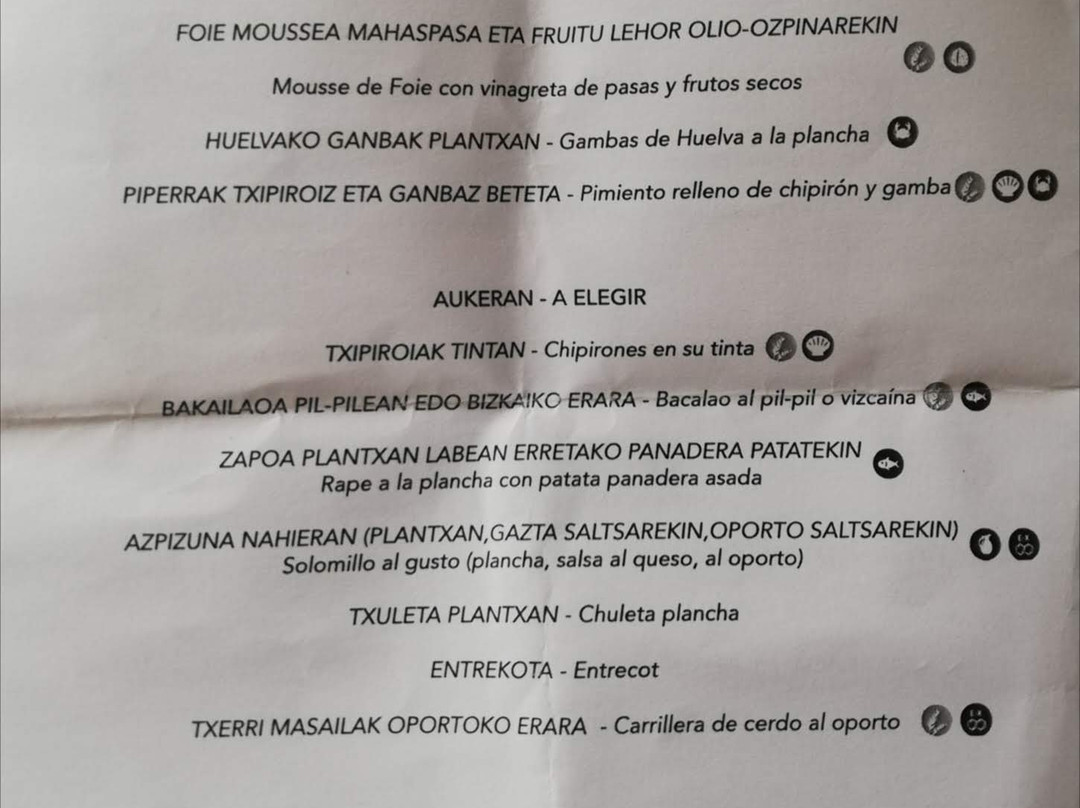 FOIE MOUSSEA MAHASPASA ETA FRUITU LEHOR OLIO-OZPINAREKIN
Mousse de Foie con vinagreta de pasas y frutos secos
HUELVAKO GANBAK PLANTXAN - Gambas de Huelva a la plancha
PIPERRAK TXIPIROIZ ETA GANBAZ BETETA - Pimiento relleno de chipirón y gamba
AUKERAN - A ELEGIR
TXIPIROIAK TINTAN - Chipirones en su tinta
BAKAILAOA PIL-PILEAN EDO BIZKAIKO ERARA - Bacalao al pil-pil o vizcaína
ZAPOA PLANTXAN LABEAN ERRETAKO PANADERA PATATEKIN
Rape a la plancha con patata panadera asada
AZPIZUNA NAHIERAN (PLANTXAN,GAZTA SALTSAREKIN,OPORTO SALTSAREKIN)
Solomillo al gusto (plancha, salsa al queso, al oporto)
TXULETA PLANTXAN - Chuleta plancha
ENTREKOTA - Entrecot
TXERRI MASAILAK OPORTOKO ERARA - Carrillera de cerdo al oporto